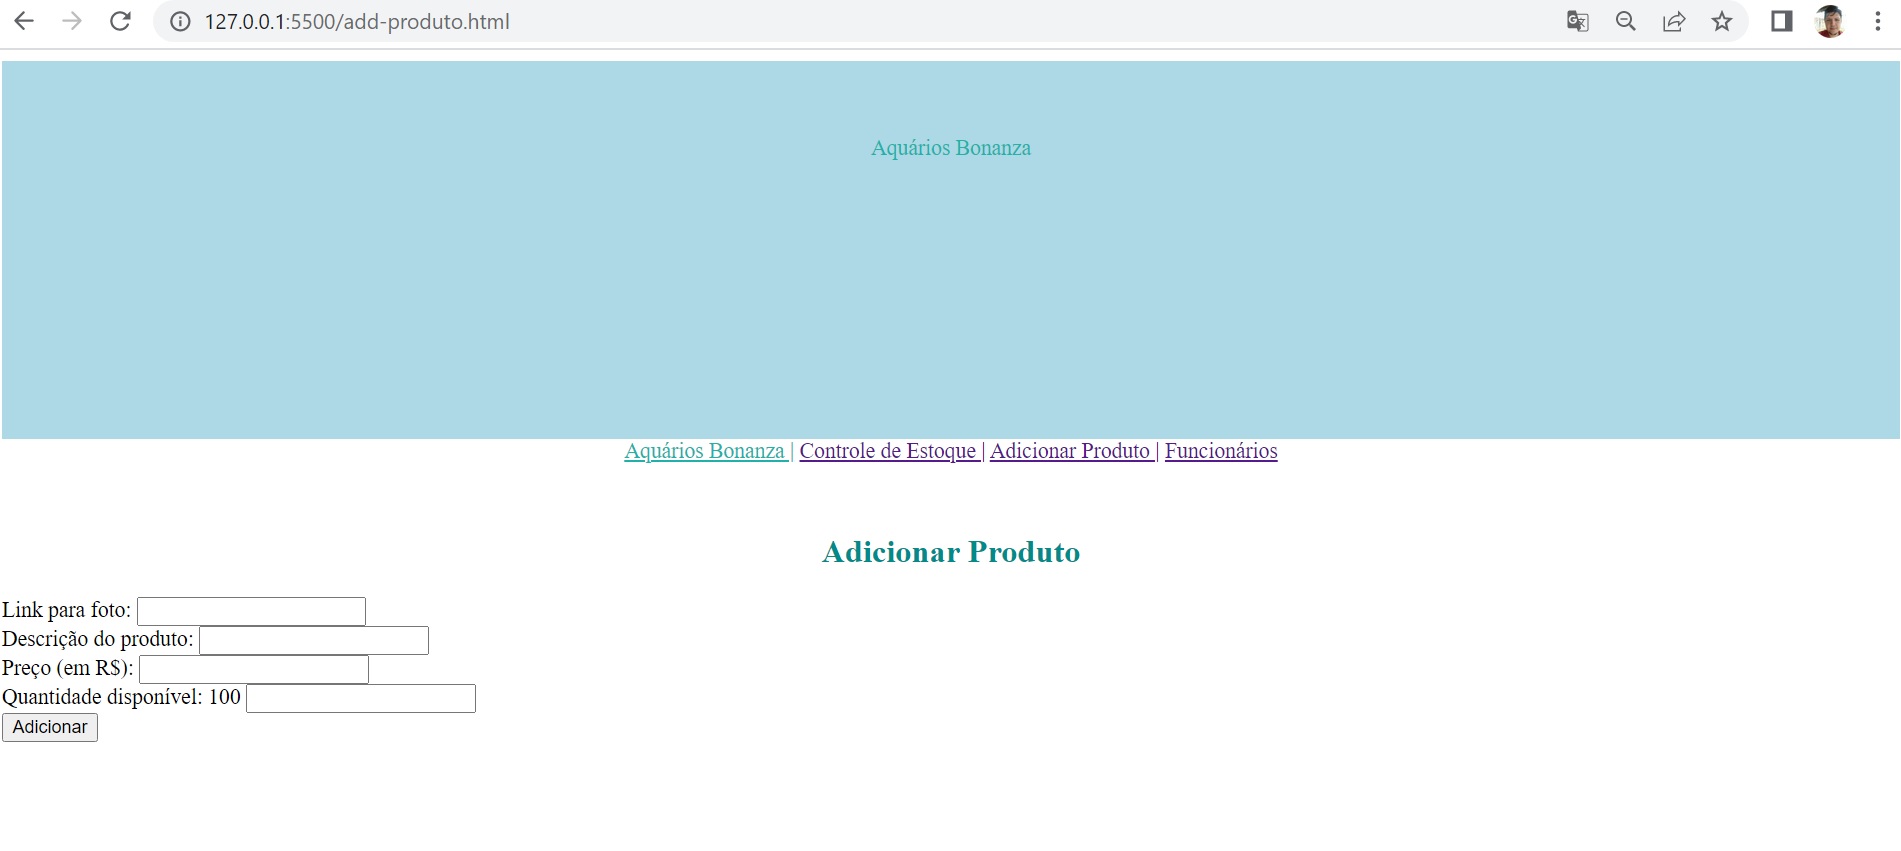 127.0.0.1:5500/add-produto.html
Aquários Bonanza
Aquários Bonanza | Controle de Estoque | Adicionar Produto | Funcionários
Adicionar Produto
Link para foto:
Descrição do produto:
Preço (em R$):
Quantidade disponível: 100
Adicionar